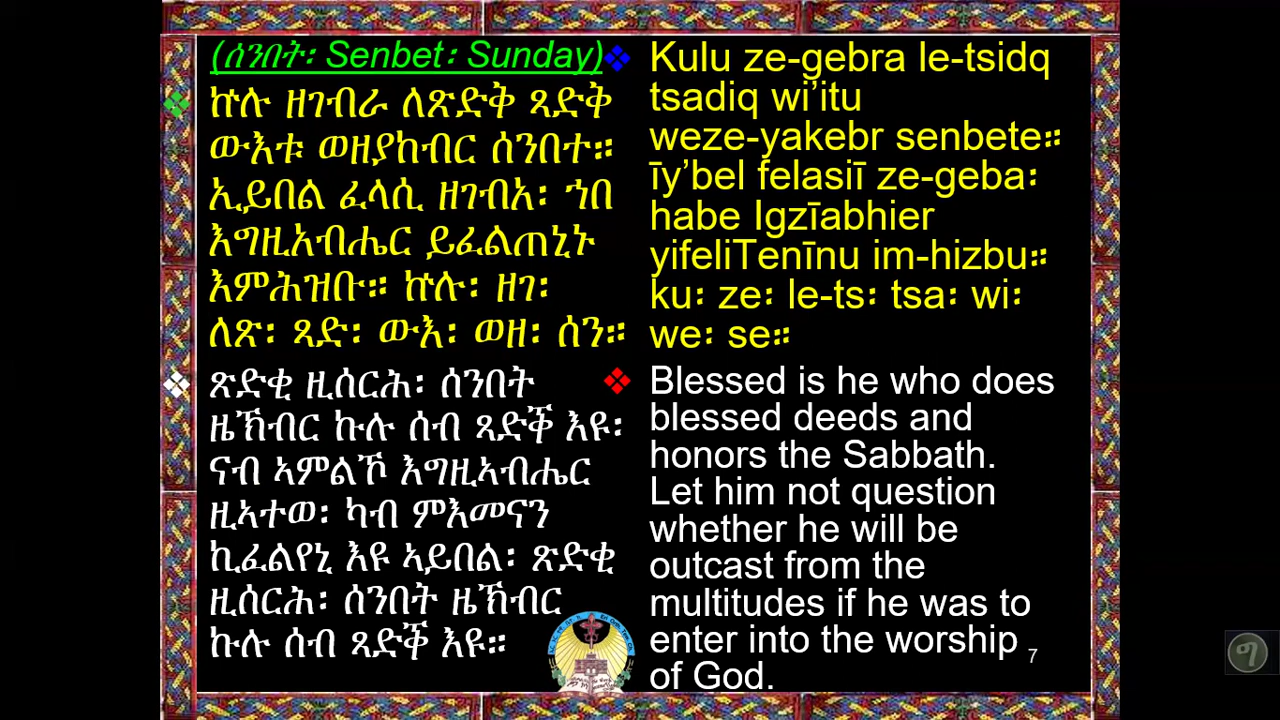 (ሰንበት፡ Senbet፡ Sunday)
ኵሉ ዘገብራ ለጽድቅ ጻድቅ
ውእቱ ወዘያከብር ሰንበተ።
ኢይበል ፈላሲ ዘገብአ፡ ኀበ
እግዚአብሔር ይፈልጠኒኑ
እምሕዝቡ። ኵሉ፡ ዘገ፡
ለጽ፡ ጻድ፡ ውእ፡ ወዘ፡ ሰን።
ጽድቂ ዚሰርሕ፡ ሰንበት
ዜኽብር ኩሉ ሰብ ጻድቕ እዩ፡
ናብ ኣምልኾ እግዚኣብሔር
ዚኣተወ፡ ካብ ምእመናን
ኪፈልየኒ እዩ ኣይበል፡ ጽድቂ
ዚሰርሕ፡ ሰንበት ዜኽብር
ኩሉ ሰብ ጻድቕ እዩ።
Kulu ze-gebra le-tsidq
tsadiq wi’itu
weze-yakebr senbete።
īy’bel felasiī ze-geba፡
habe Igzīabhier
yifeliTenīnu im-hizbu።
ku፡ ze፡ le-ts፡ tsa፡ wi፡
we፡ se።
Blessed is he who does
blessed deeds and
honors the Sabbath.
Let him not question
whether he will be
outcast from the
multitudes if he was to
enter into the worship
of God.
7
ግ